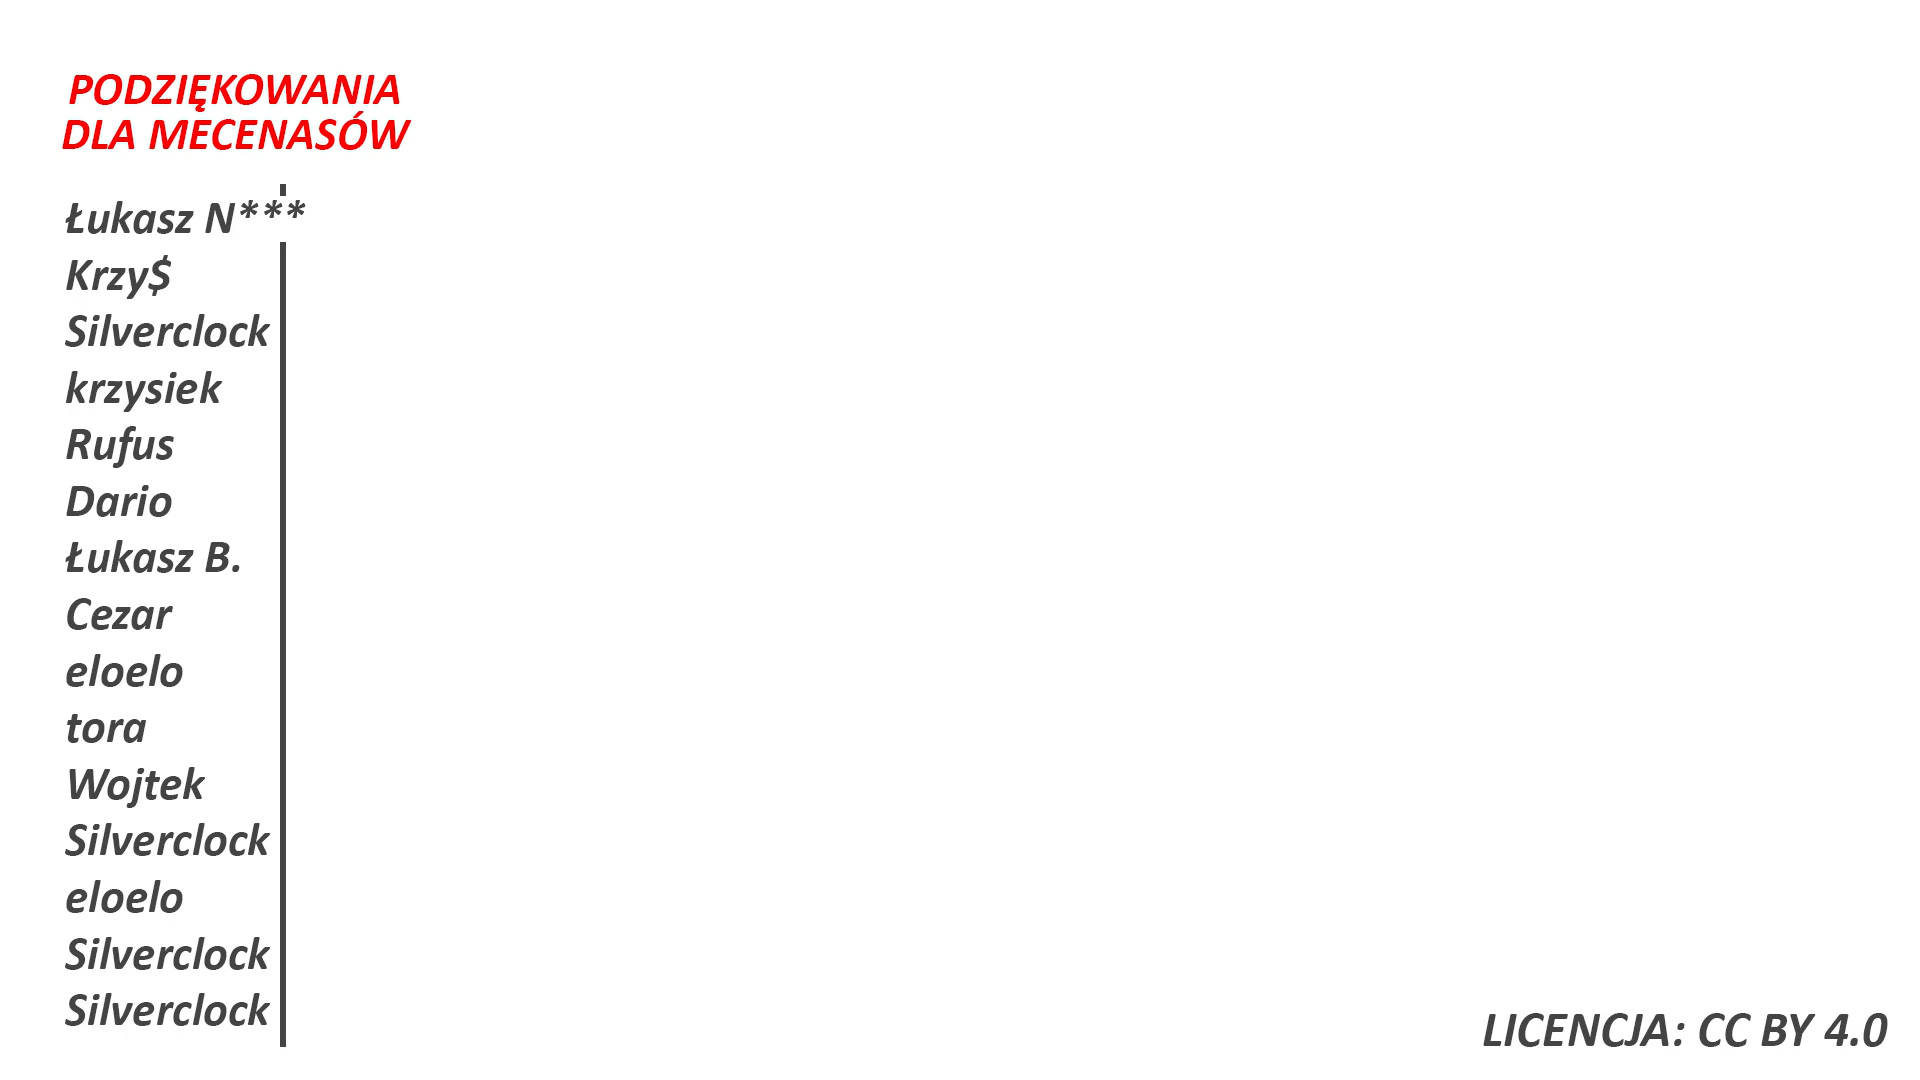 PODZIĘKOWANIA
DLA MECENASÓW
Łukasz N***
Krzy$
Silverclock
krzysiek
Rufus
Dario
Łukasz B.
Cezar
eloelo
tora
Wojtek
Silverclock
eloelo
Silverclock
Silverclock
LICENCJA: CC BY 4.0